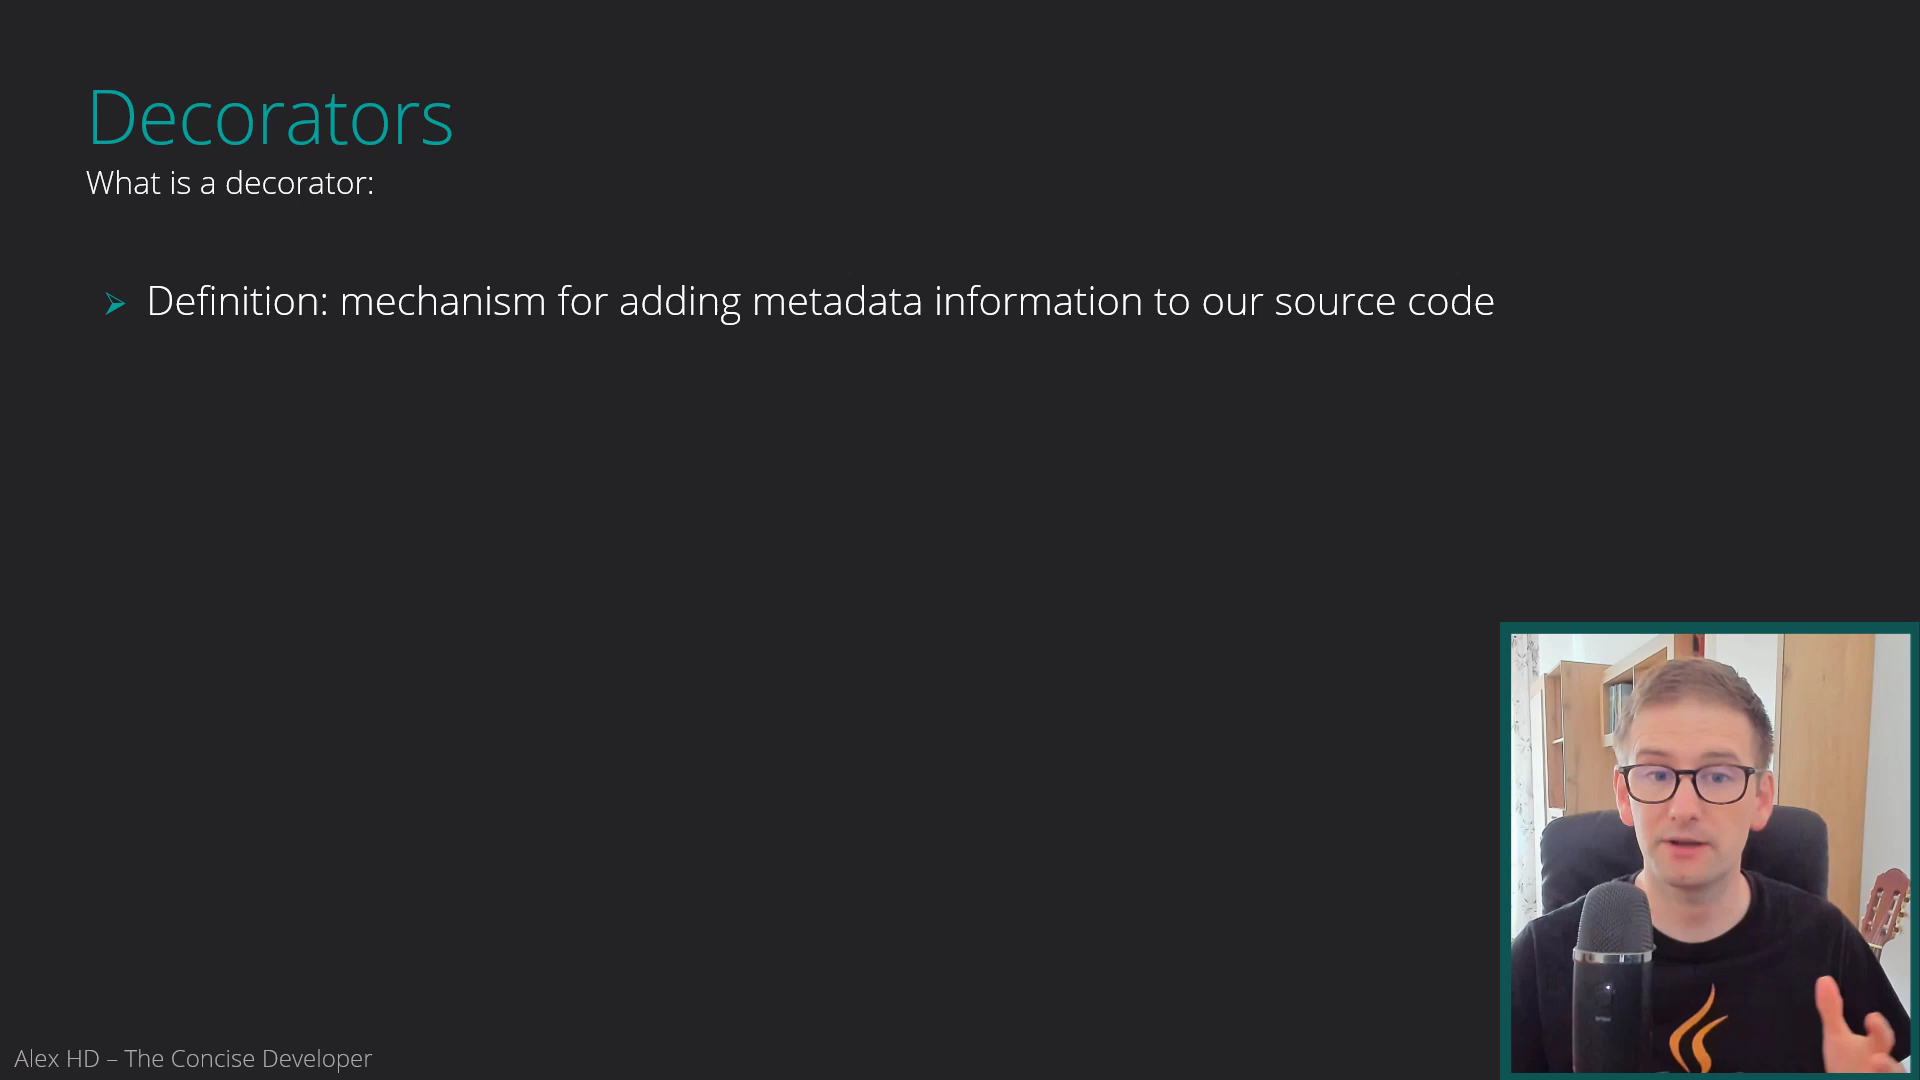 Decorators
What is a decorator:
Definition: mechanism for adding metadata information to our source code
Alex HD – The Concise Developer